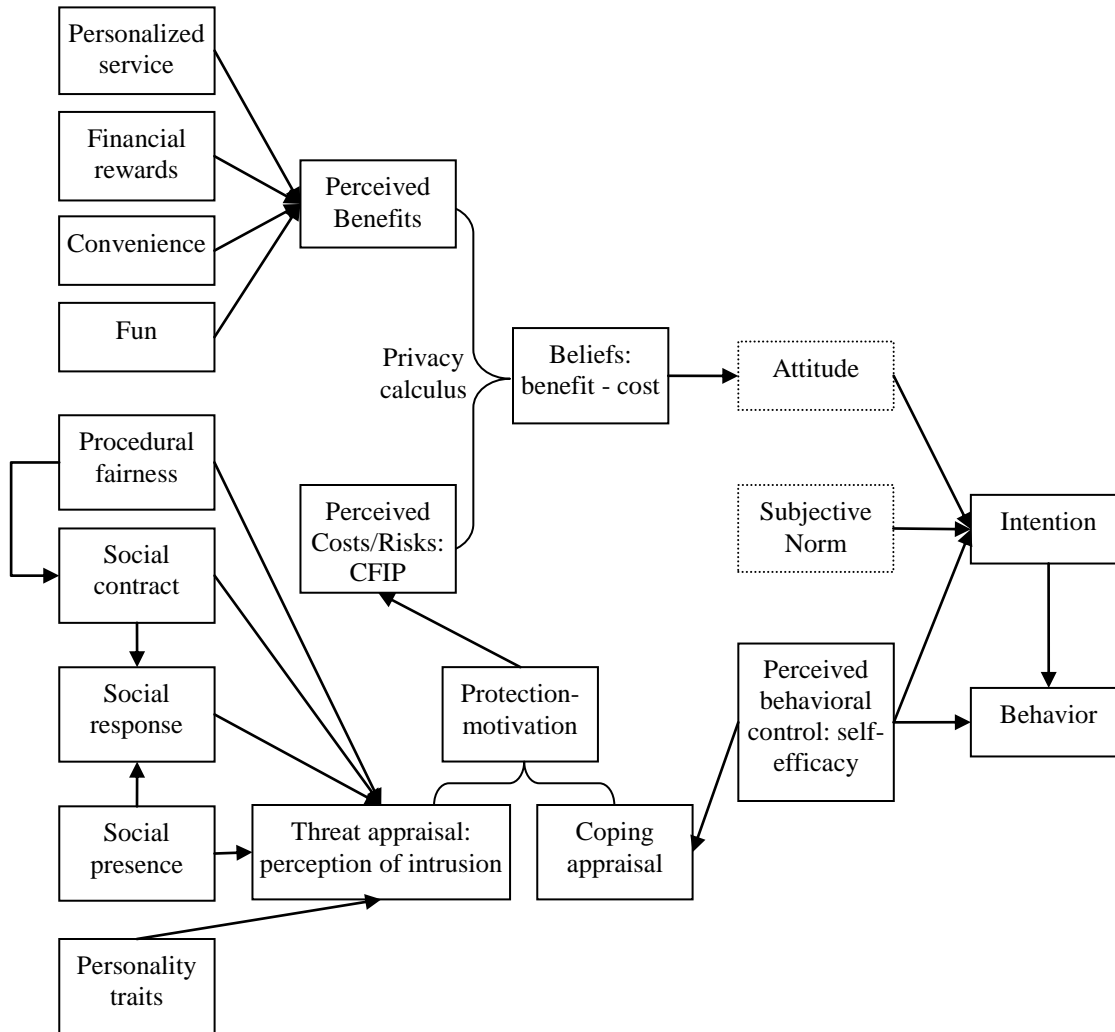 Personalized
service
Financial
rewards
Convenience
Fun
Perceived
Benefits
Privacy
calculus
Beliefs:
benefit - cost
Attitude
Procedural
fairness
Social
contract
Social
response
Social
presence
Personality
traits
Perceived
Costs/Risks:
CFIP
Protection-
motivation
Threat appraisal:
perception of intrusion
Coping
appraisal
Subjective
Norm
Perceived
behavioral
control: self-
efficacy
Intention
Behavior